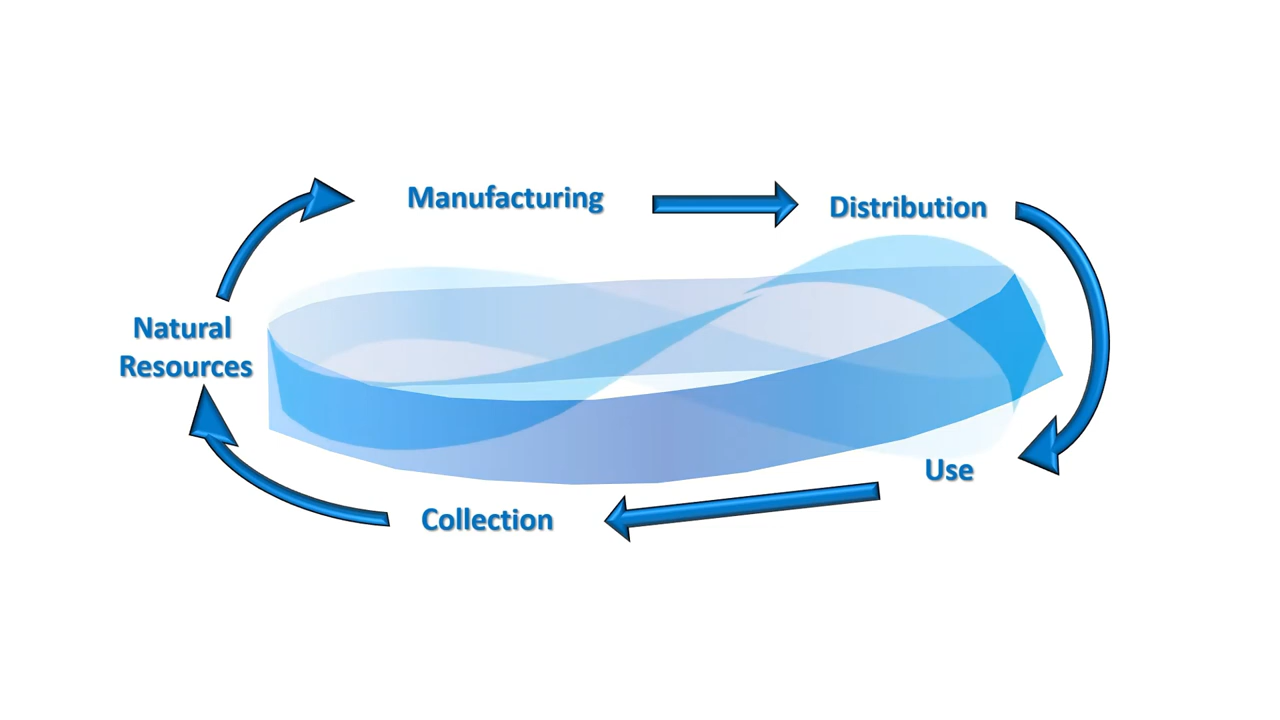 Manufacturing
Distribution
Natural
Resources
Use
Collection